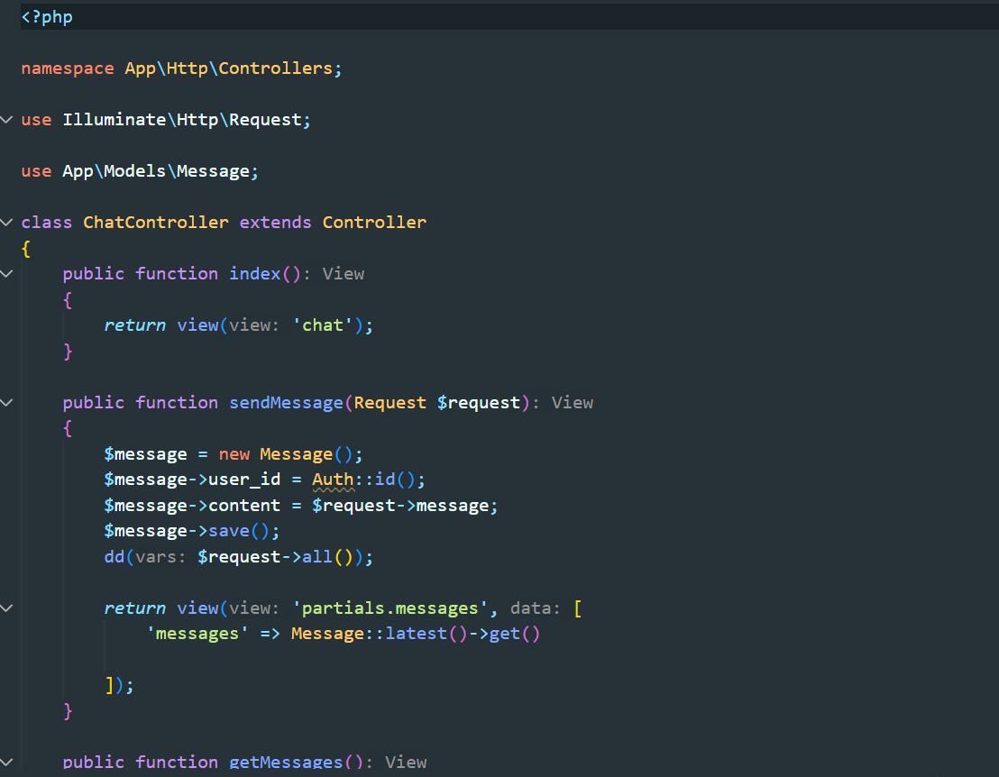 <?php
namespace App\Http\Controllers;
use Illuminate\Http\Request;
use App\Models\Message;
class ChatController extends Controller
{
    public function index(): View
    {
        return view(view: 'chat');
    }
    public function sendMessage(Request $request): View
    {
        $message = new Message();
        $message->user_id = Auth::id();
        $message->content = $request->message;
        $message->save();
        dd(vars: $request->all());
        return view(view: 'partials.messages', data: [
            'messages' => Message::latest()->get()
        ]);
    }
    public function getMessages(): View